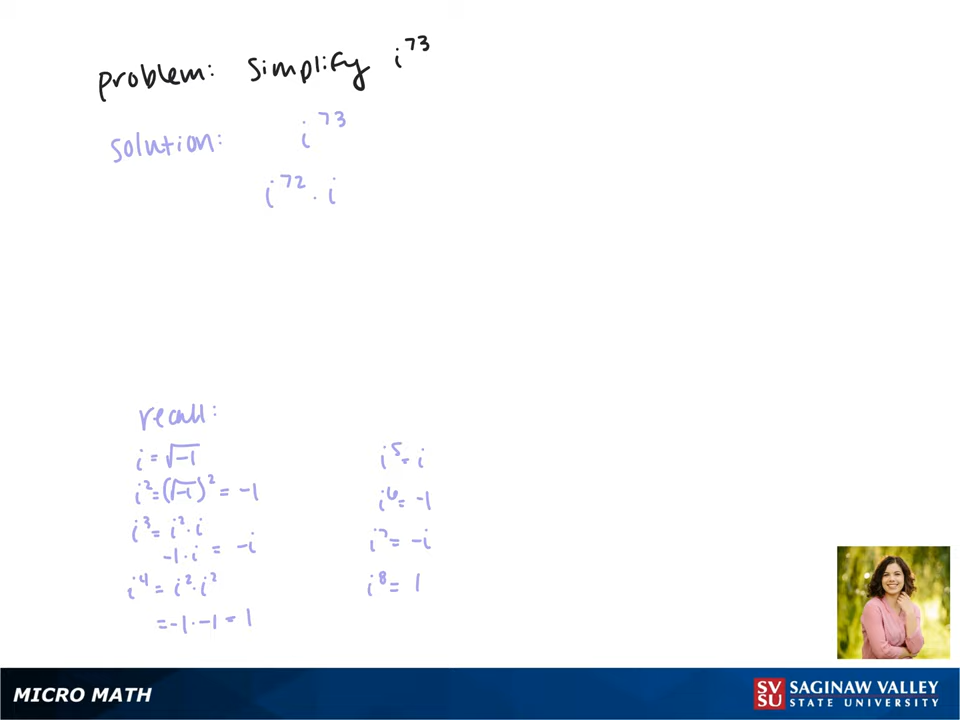 problem: simplify i^73
solution: i^73
i^72 · i
recall:
i = √-1
i^2 = (√-1)^2 = -1
i^3 = i^2 · i
-1 · i = -i
i^4 = i^2 · i^2
= -1 · -1 = 1
i^5 = i
i^6 = -1
i^7 = -i
i^8 = 1
MICRO MATH
SV SU
SAGINAW VALLEY
STATE UNIVERSITY